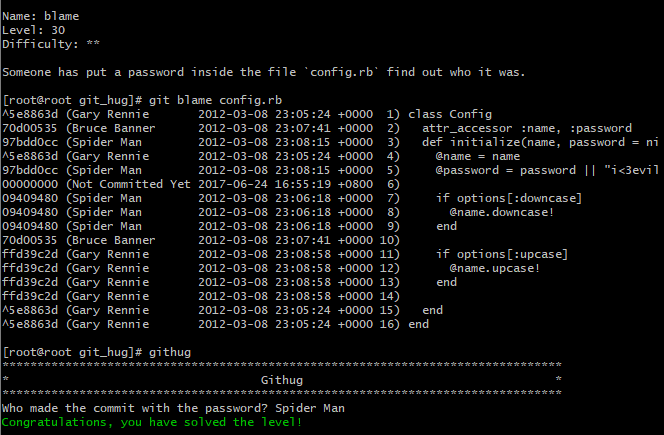 Name: blame
Level: 30
Difficulty: **
Someone has put a password inside the file `config.rb` find out who it was.
[root@root git_hug]# git blame config.rb
^5e8863d (Gary Rennie       2012-03-08 23:05:24 +0000  1) class Config
70d00535 (Bruce Banner      2012-03-08 23:07:41 +0000  2)   attr_accessor :name, :password
97bdd0cc (Spider Man        2012-03-08 23:08:15 +0000  3)   def initialize(name, password = ni
^5e8863d (Gary Rennie       2012-03-08 23:05:24 +0000  4)     @name = name
97bdd0cc (Spider Man        2012-03-08 23:08:15 +0000  5)     @password = password || "i<3evil
00000000 (Not Committed Yet 2017-06-24 16:55:19 +0800  6)
09409480 (Spider Man        2012-03-08 23:06:18 +0000  7)     if options[:downcase]
09409480 (Spider Man        2012-03-08 23:06:18 +0000  8)       @name.downcase!
09409480 (Spider Man        2012-03-08 23:06:18 +0000  9)     end
70d00535 (Bruce Banner      2012-03-08 23:07:41 +0000 10)
ffd39c2d (Gary Rennie       2012-03-08 23:08:58 +0000 11)     if options[:upcase]
ffd39c2d (Gary Rennie       2012-03-08 23:08:58 +0000 12)       @name.upcase!
ffd39c2d (Gary Rennie       2012-03-08 23:08:58 +0000 13)     end
ffd39c2d (Gary Rennie       2012-03-08 23:08:58 +0000 14)
^5e8863d (Gary Rennie       2012-03-08 23:05:24 +0000 15)   end
^5e8863d (Gary Rennie       2012-03-08 23:05:24 +0000 16) end
[root@root git_hug]# githug
********************************************************************************
*                                    Githug                                    *
********************************************************************************
Who made the commit with the password? Spider Man
Congratulations, you have solved the level!